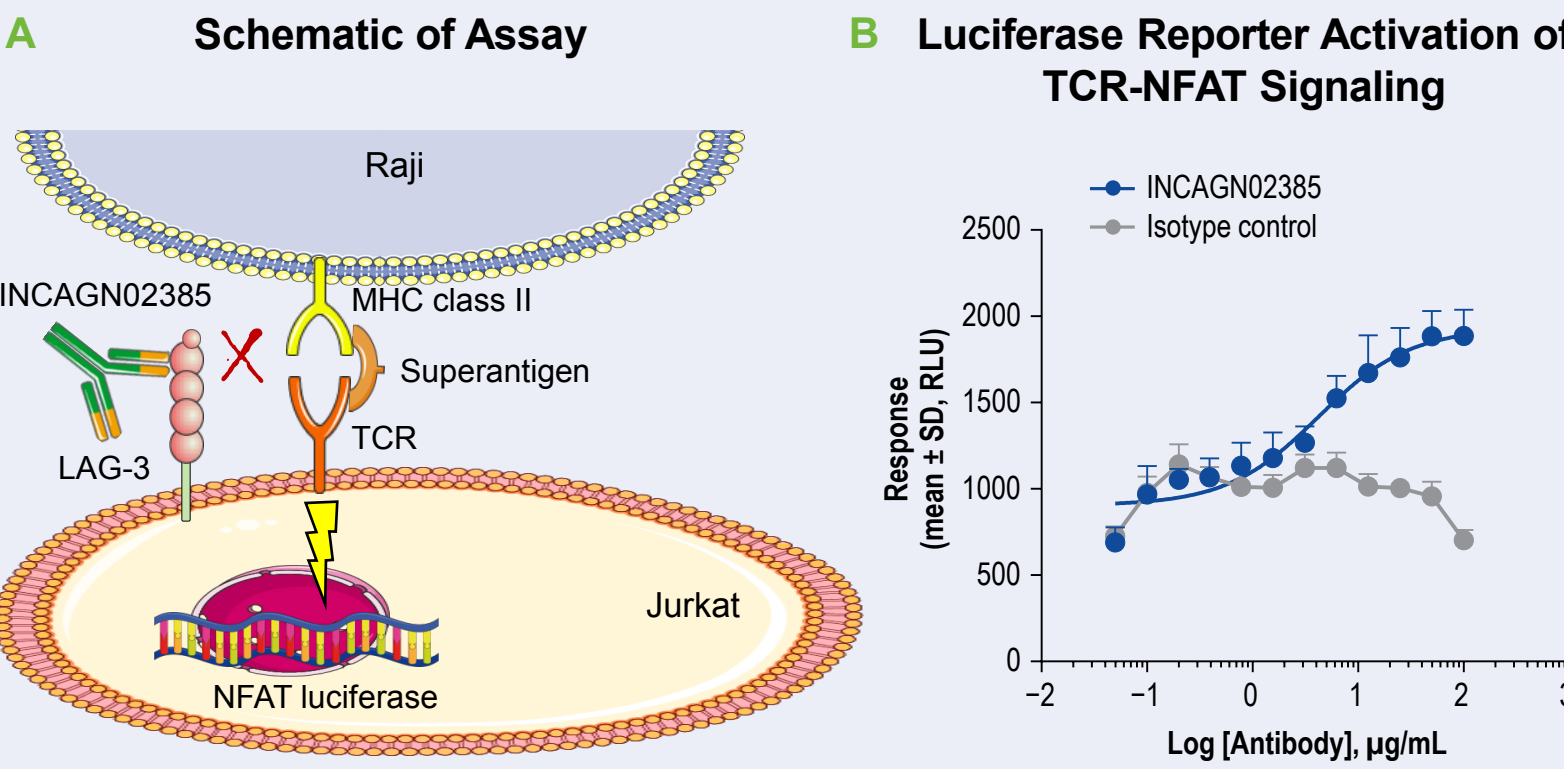 A
Schematic of Assay
Raji
INCAGN02385
MHC class II
Superantigen
TCR
LAG-3
Jurkat
NFAT luciferase
B
Luciferase Reporter Activation of
TCR-NFAT Signaling
INCAGN02385
Isotype control
Response
(mean ± SD, RLU)
2500
2000
1500
1000
500
0
−2 −1 0 1 2 3
Log [Antibody], µg/mL